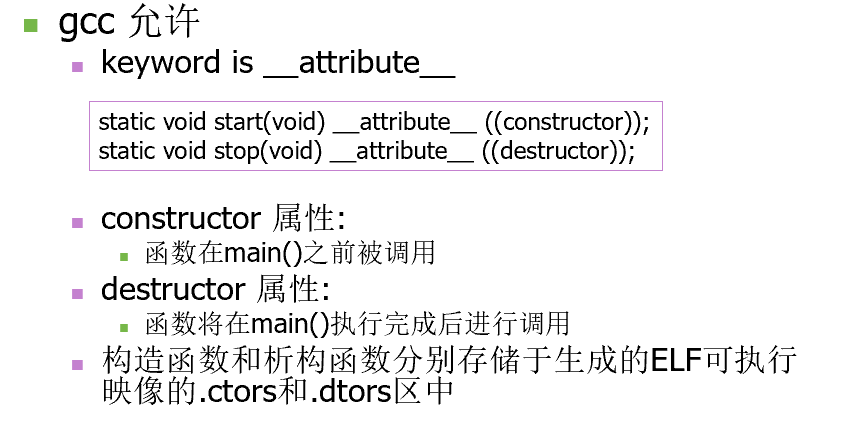 gcc 允许
keyword is __attribute__
static void start(void) __attribute__ ((constructor));
static void stop(void) __attribute__ ((destructor));
constructor 属性:
函数在main()之前被调用
destructor 属性:
函数将在main()执行完成后进行调用
构造函数和析构函数分别存储于生成的ELF可执行
映像的.ctors和.dtors区中